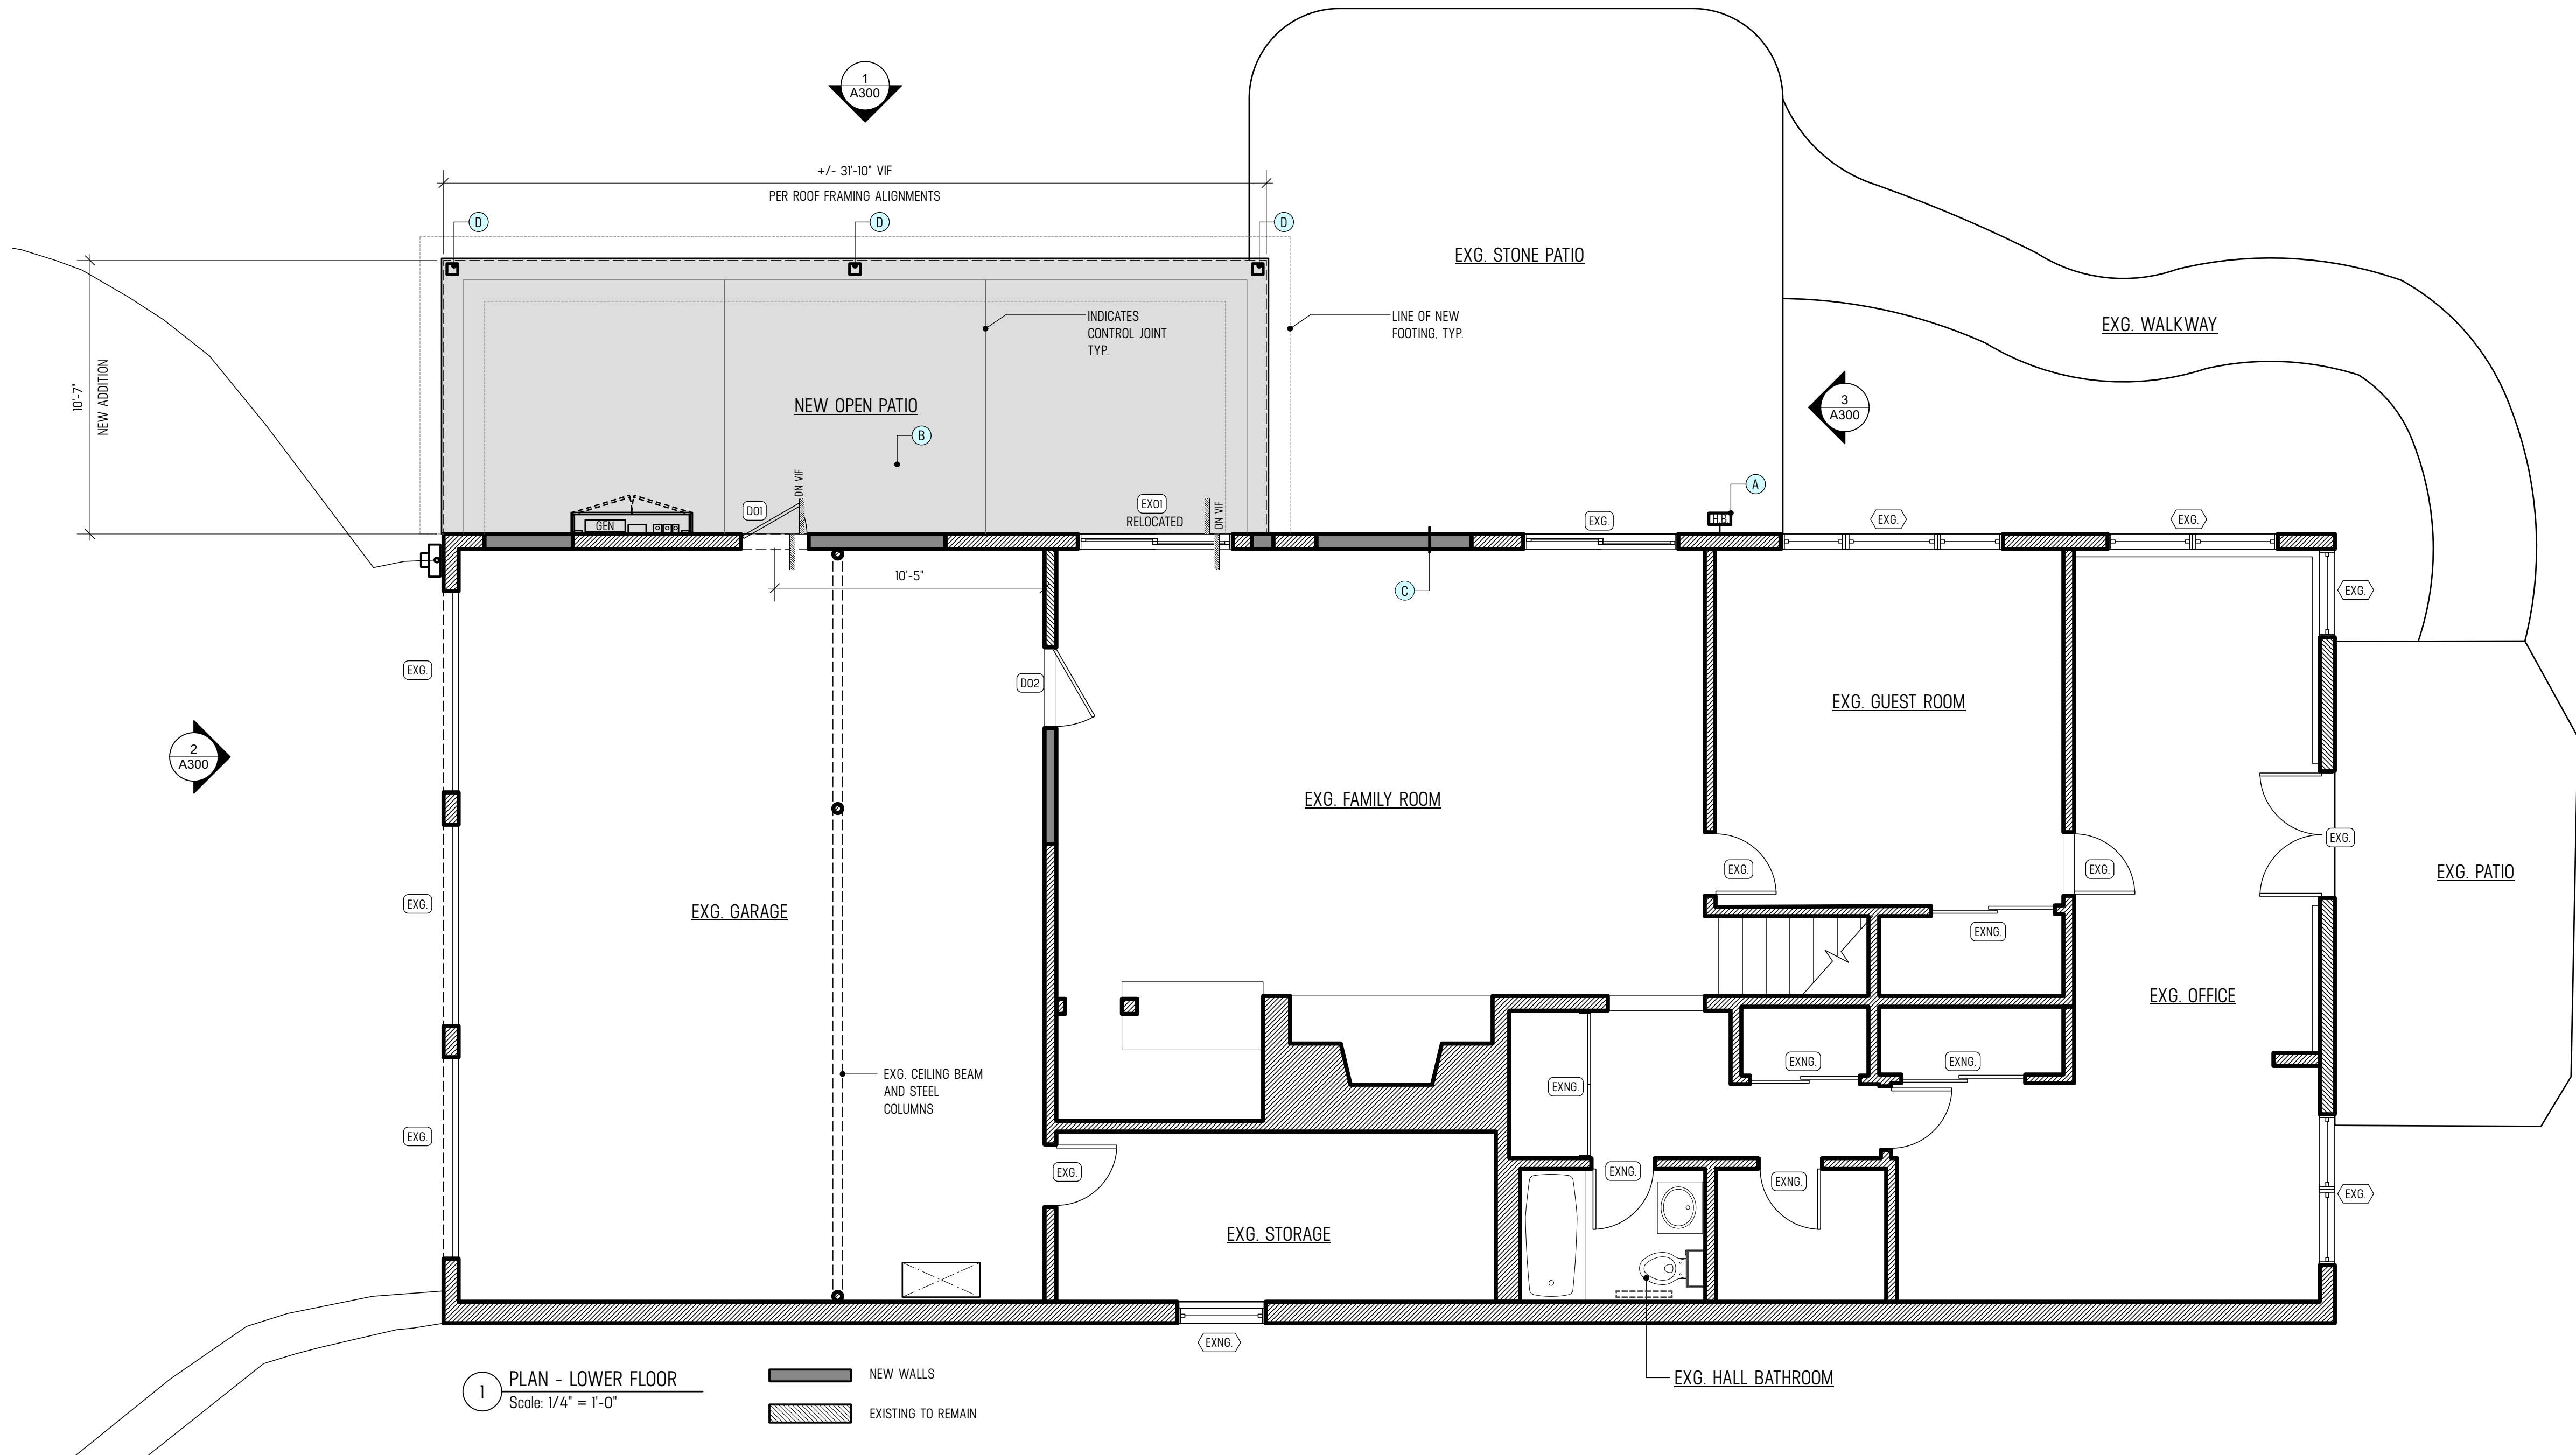 1
A300
+/- 31'-10" VIF
PER ROOF FRAMING ALIGNMENTS
D
D
D
EXG. STONE PATIO
INDICATES
CONTROL JOINT
TYP.
LINE OF NEW
FOOTING, TYP.
EXG. WALKWAY
10'-7"
NEW ADDITION
NEW OPEN PATIO
B
3
A300
DN VIF
D01
GEN
EX01
RELOCATED
DN VIF
A
H.B.
EXG.
EXG.
EXG.
10'-5"
C
EXG.
EXG.
D02
EXG. GUEST ROOM
2
A300
EXG. FAMILY ROOM
EXG.
EXG.
EXG.
EXG. PATIO
EXG.
EXG. GARAGE
EXNG.
EXG. OFFICE
EXG. CEILING BEAM
AND STEEL
COLUMNS
EXNG.
EXNG.
EXNG.
EXG.
EXG.
EXNG.
EXNG.
EXG.
EXG. STORAGE
EXNG.
EXG. HALL BATHROOM
1
PLAN - LOWER FLOOR
Scale: 1/4" = 1'-0"
NEW WALLS
EXISTING TO REMAIN